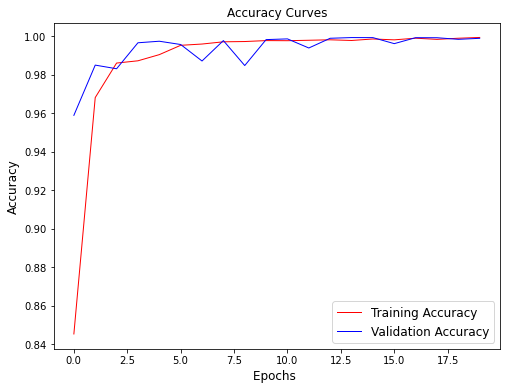 Accuracy Curves
1.00
0.98
0.96
0.94
0.92
0.90
0.88
0.86
0.84
Accuracy
Training Accuracy
Validation Accuracy
0.0 2.5 5.0 7.5 10.0 12.5 15.0 17.5
Epochs